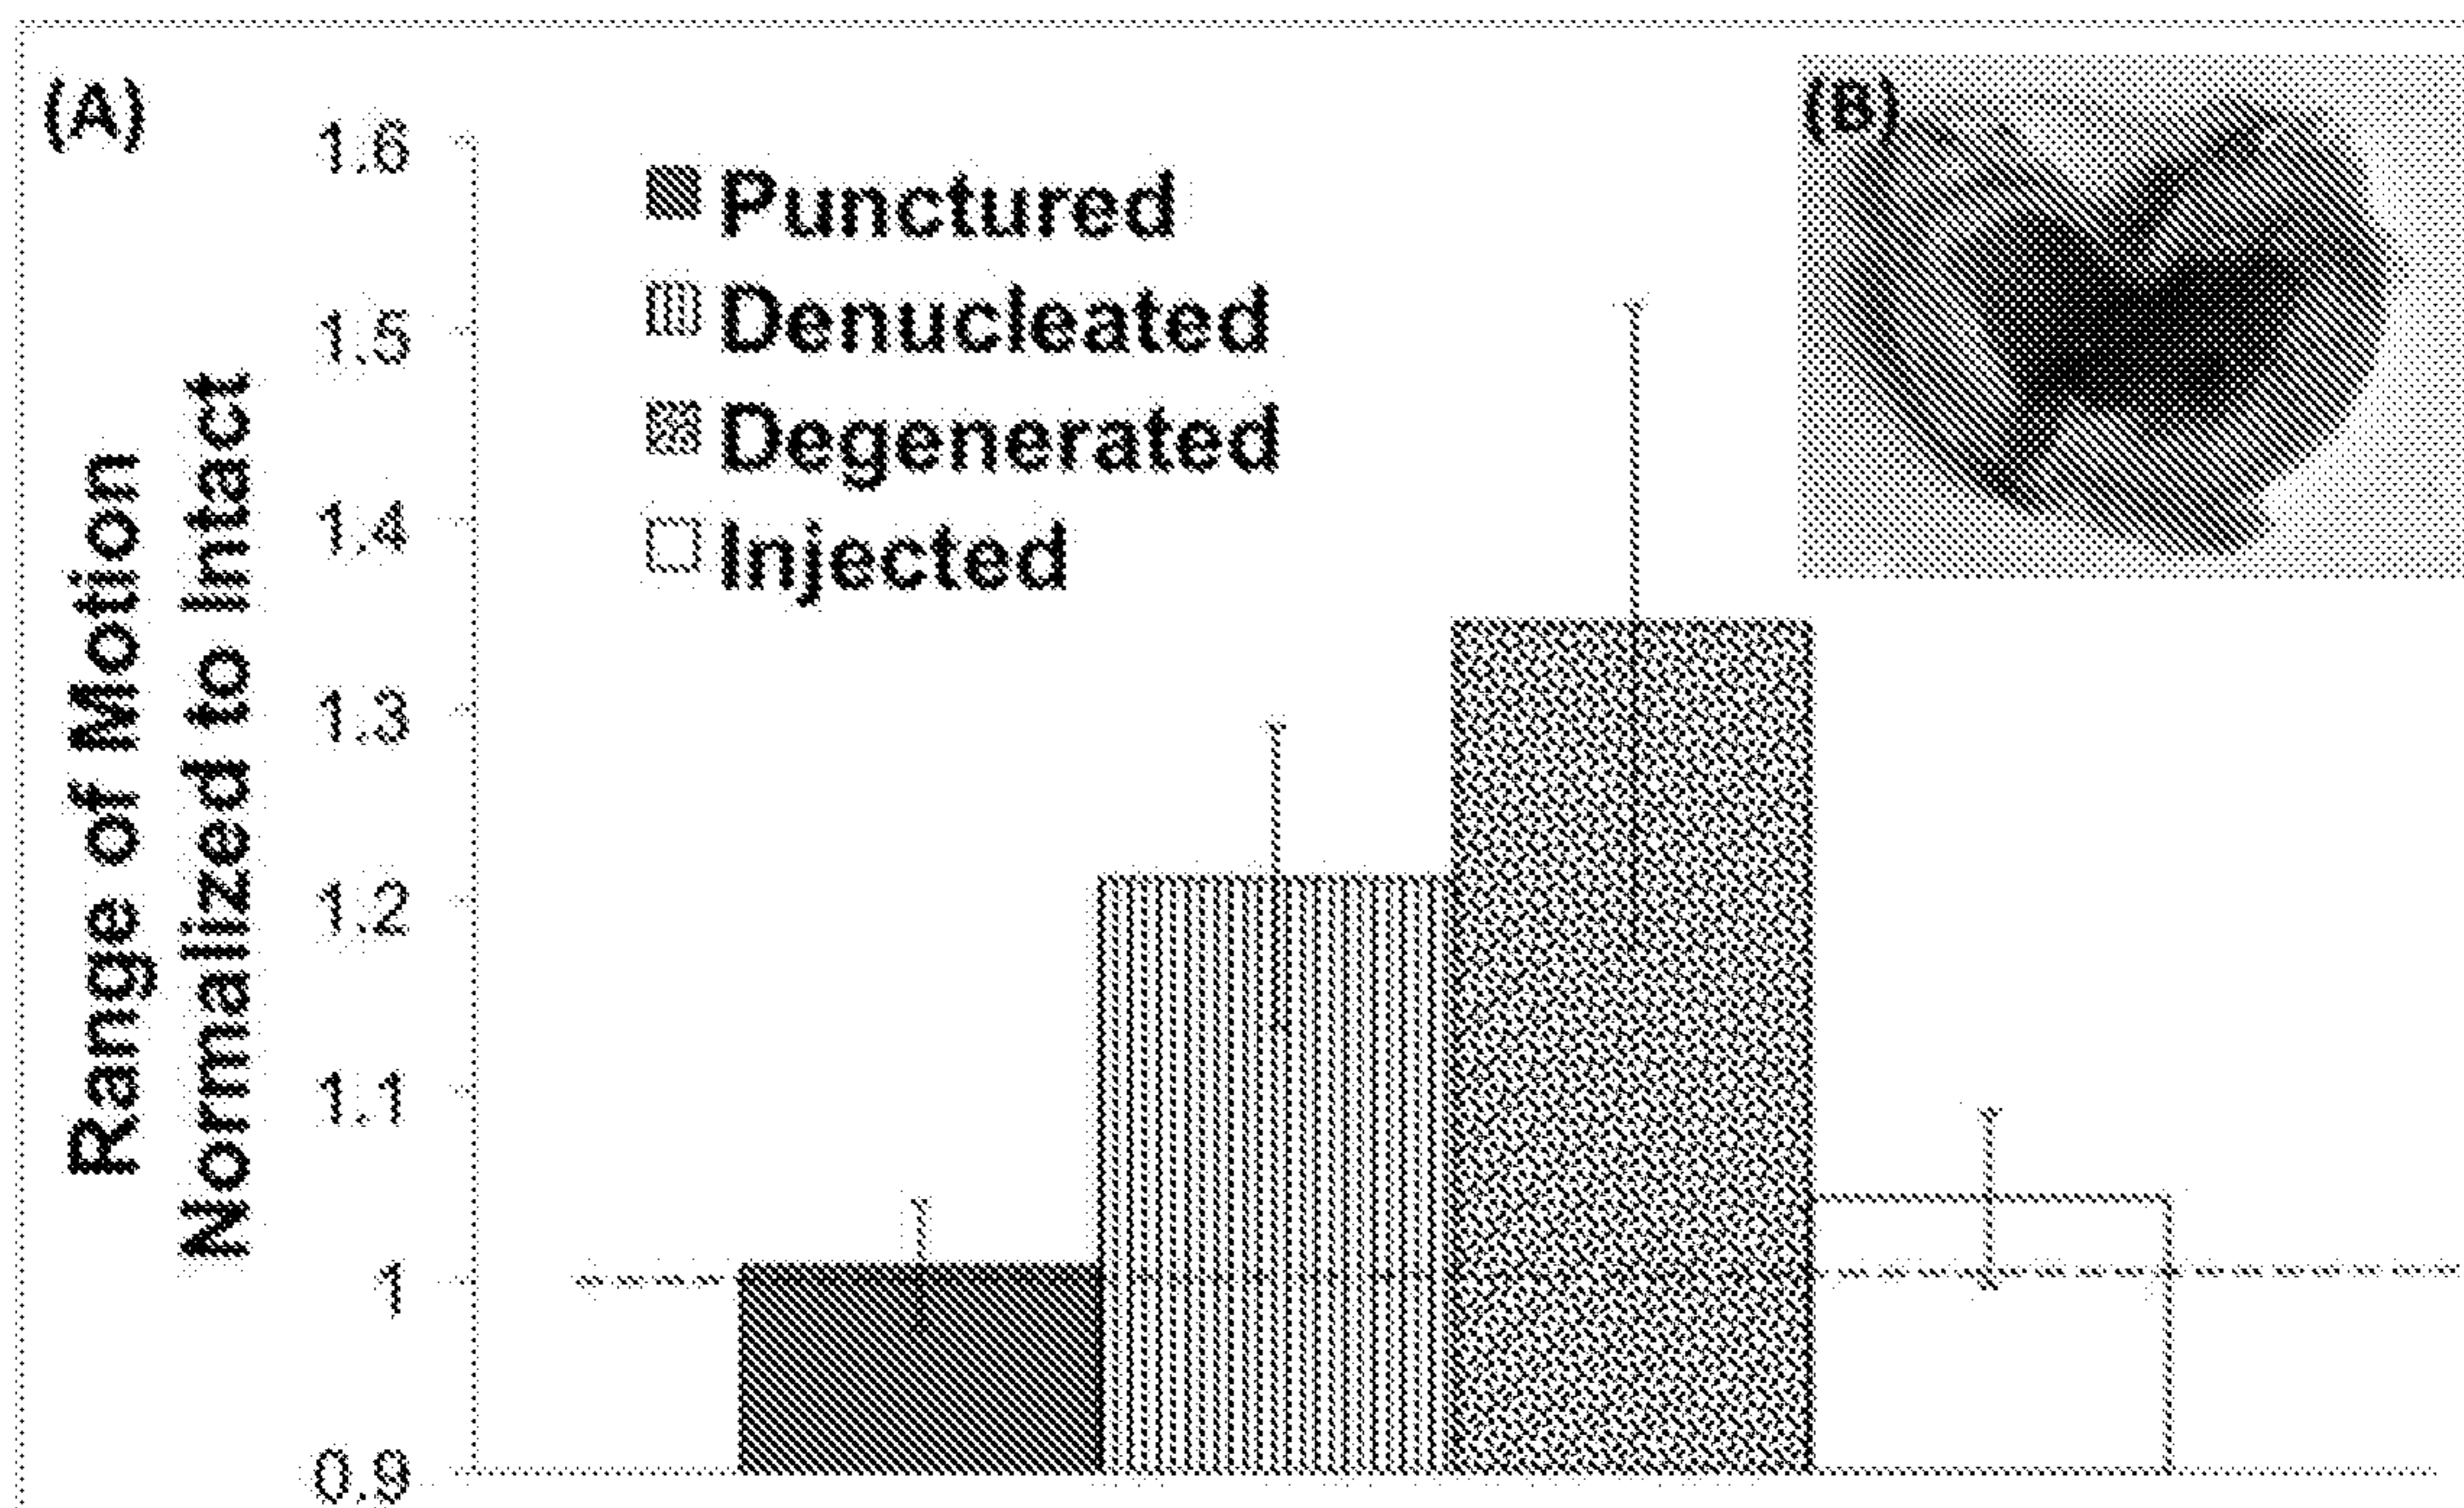 (A)
(B)
Range of Motion
Normalized to Intact
1.6
1.5
1.4
1.3
1.2
1.1
1
0.9
Punctured
Denucleated
Degenerated
Injected